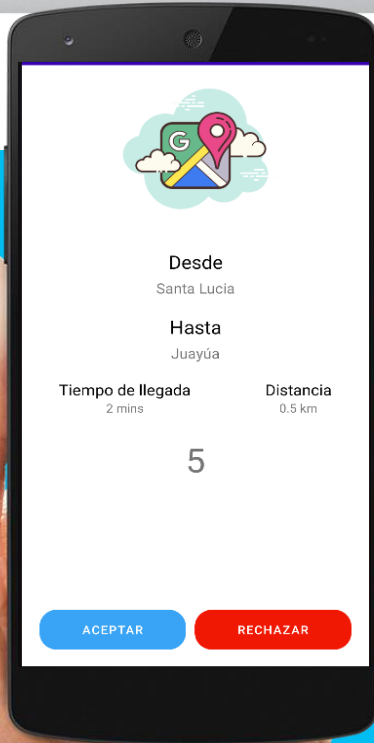 G
Desde
Santa Lucia
Hasta
Juayúa
Tiempo de llegada Distancia
2 mins 0.5 km
5
ACEPTAR RECHAZAR